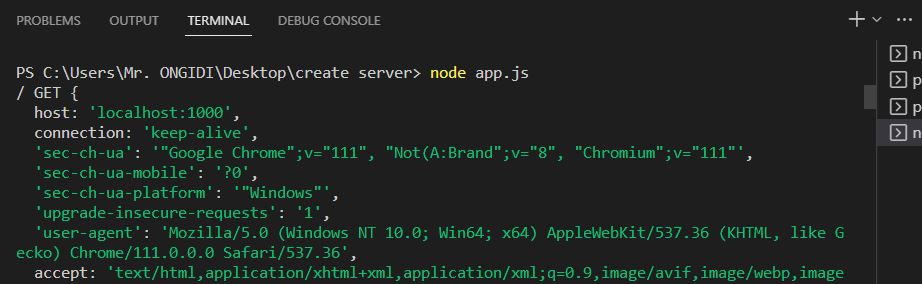 PROBLEMS OUTPUT TERMINAL DEBUG CONSOLE
PS C:\Users\Mr. ONGIDI\Desktop\create server> node app.js
/ GET {
  host: 'localhost:1000',
  connection: 'keep-alive',
  'sec-ch-ua': '"Google Chrome";v="111", "Not(A:Brand";v="8", "Chromium";v="111"',
  'sec-ch-ua-mobile': '?0',
  'sec-ch-ua-platform': '"Windows"',
  'upgrade-insecure-requests': '1',
  'user-agent': 'Mozilla/5.0 (Windows NT 10.0; Win64; x64) AppleWebKit/537.36 (KHTML, like G
ecko) Chrome/111.0.0.0 Safari/537.36',
  accept: 'text/html,application/xhtml+xml,application/xml;q=0.9,image/avif,image/webp,image
n
p
p
n